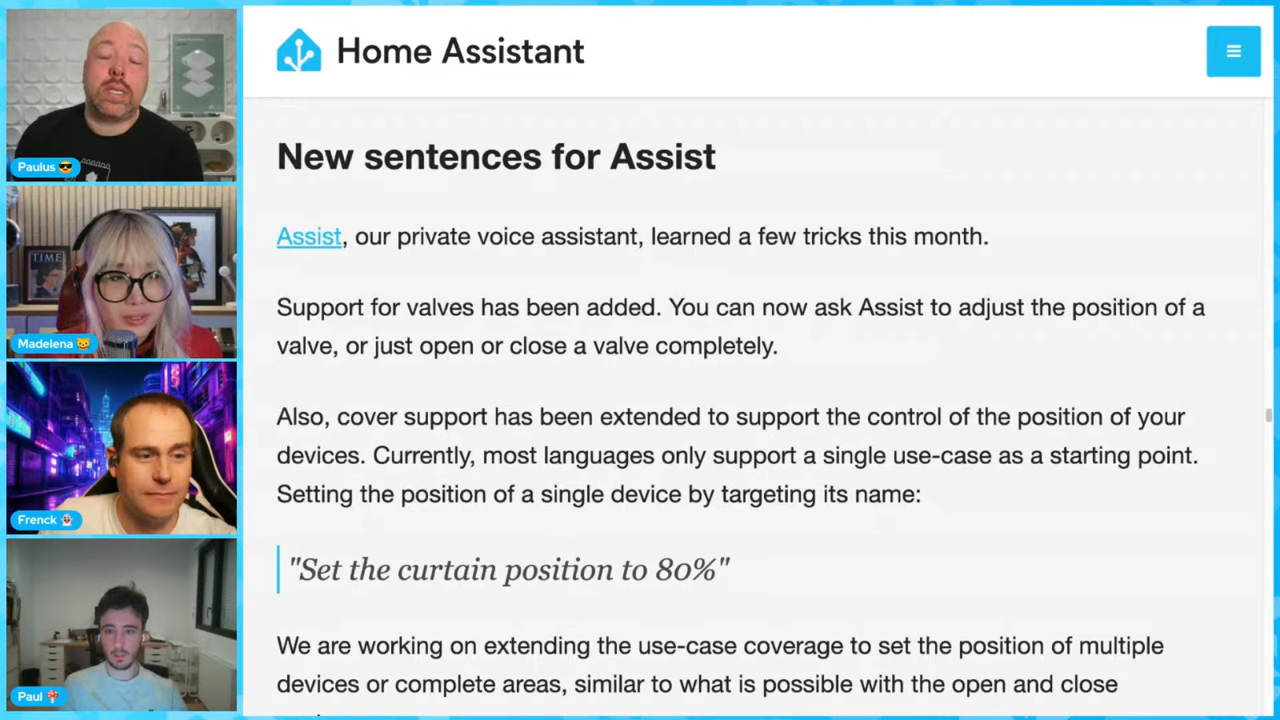 Paulus 😎
TIME
Madelena 😼
Frenck 👻
Paul 🍄
Home Assistant
New sentences for Assist
Assist, our private voice assistant, learned a few tricks this month.
Support for valves has been added. You can now ask Assist to adjust the position of a
valve, or just open or close a valve completely.
Also, cover support has been extended to support the control of the position of your
devices. Currently, most languages only support a single use-case as a starting point.
Setting the position of a single device by targeting its name:
"Set the curtain position to 80%"
We are working on extending the use-case coverage to set the position of multiple
devices or complete areas, similar to what is possible with the open and close